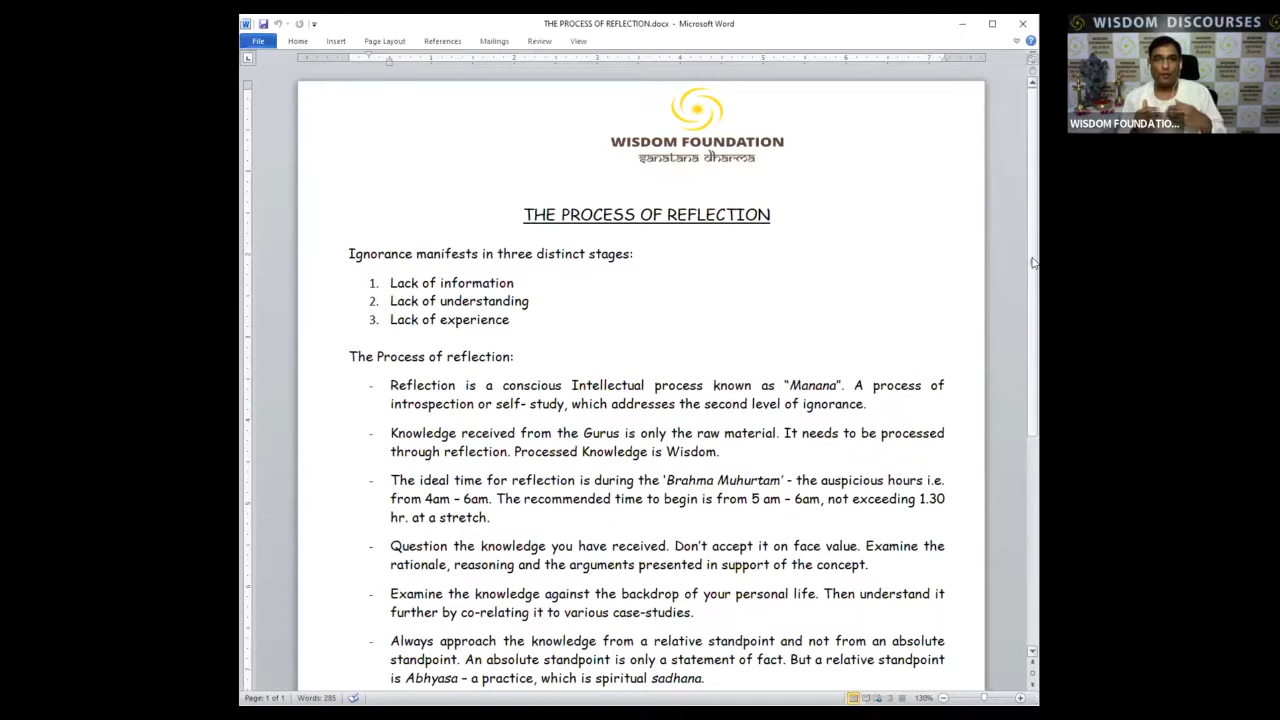 THE PROCESS OF REFLECTION.docx - Microsoft Word
File Home Insert Page Layout References Mailings Review View
WISDOM DISCOURSES
WISDOM FOUNDATIO...
WISDOM FOUNDATION
sanatana dharma
THE PROCESS OF REFLECTION
Ignorance manifests in three distinct stages:
1. Lack of information
2. Lack of understanding
3. Lack of experience
The Process of reflection:
- Reflection is a conscious Intellectual process known as “Manana”. A process of
introspection or self- study, which addresses the second level of ignorance.
- Knowledge received from the Gurus is only the raw material. It needs to be processed
through reflection. Processed Knowledge is Wisdom.
- The ideal time for reflection is during the ‘Brahma Muhurtam’ - the auspicious hours i.e.
from 4am – 6am. The recommended time to begin is from 5 am – 6am, not exceeding 1.30
hr. at a stretch.
- Question the knowledge you have received. Don’t accept it on face value. Examine the
rationale, reasoning and the arguments presented in support of the concept.
- Examine the knowledge against the backdrop of your personal life. Then understand it
further by co-relating it to various case-studies.
- Always approach the knowledge from a relative standpoint and not from an absolute
standpoint. An absolute standpoint is only a statement of fact. But a relative standpoint
is Abhyasa – a practice, which is spiritual sadhana.
Page: 1 of 1 Words: 285 130%